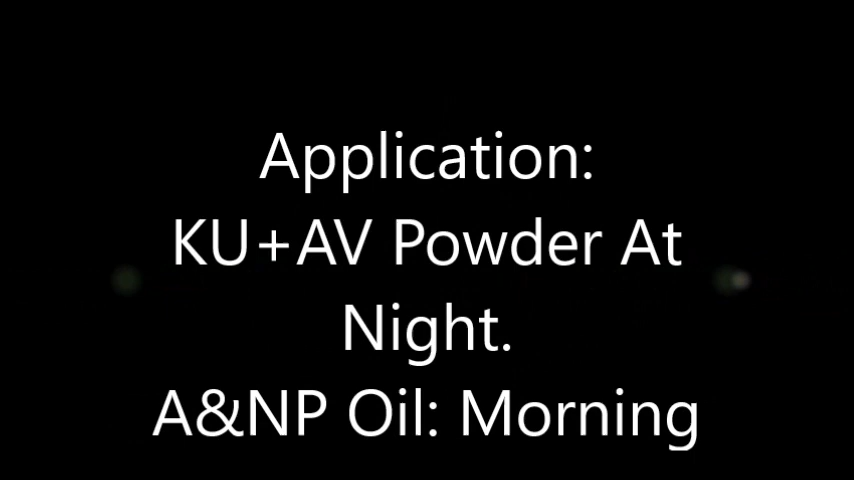 Application:
KU+AV Powder At
Night.
A&NP Oil: Morning